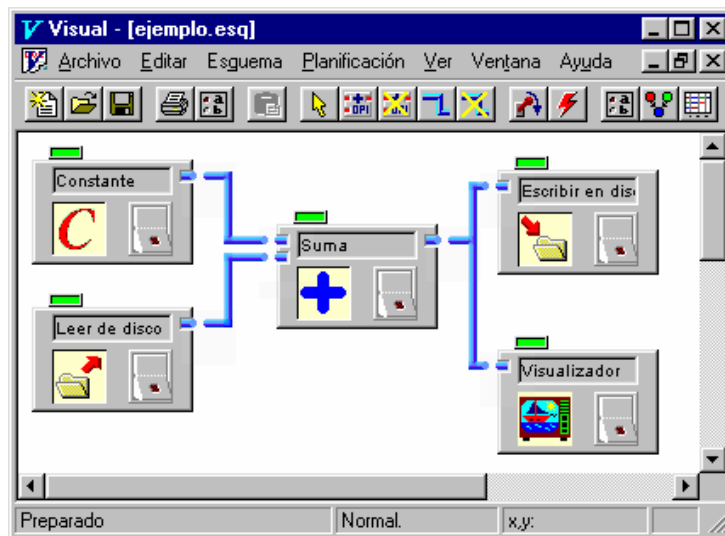 Visual - [ejemplo.esq]
Archivo Editar Esquema Planificación Ver Ventana Ayuda
Constante
Escribir en dis
Suma
Leer de disco
Visualizador
Preparado Normal. x,y: